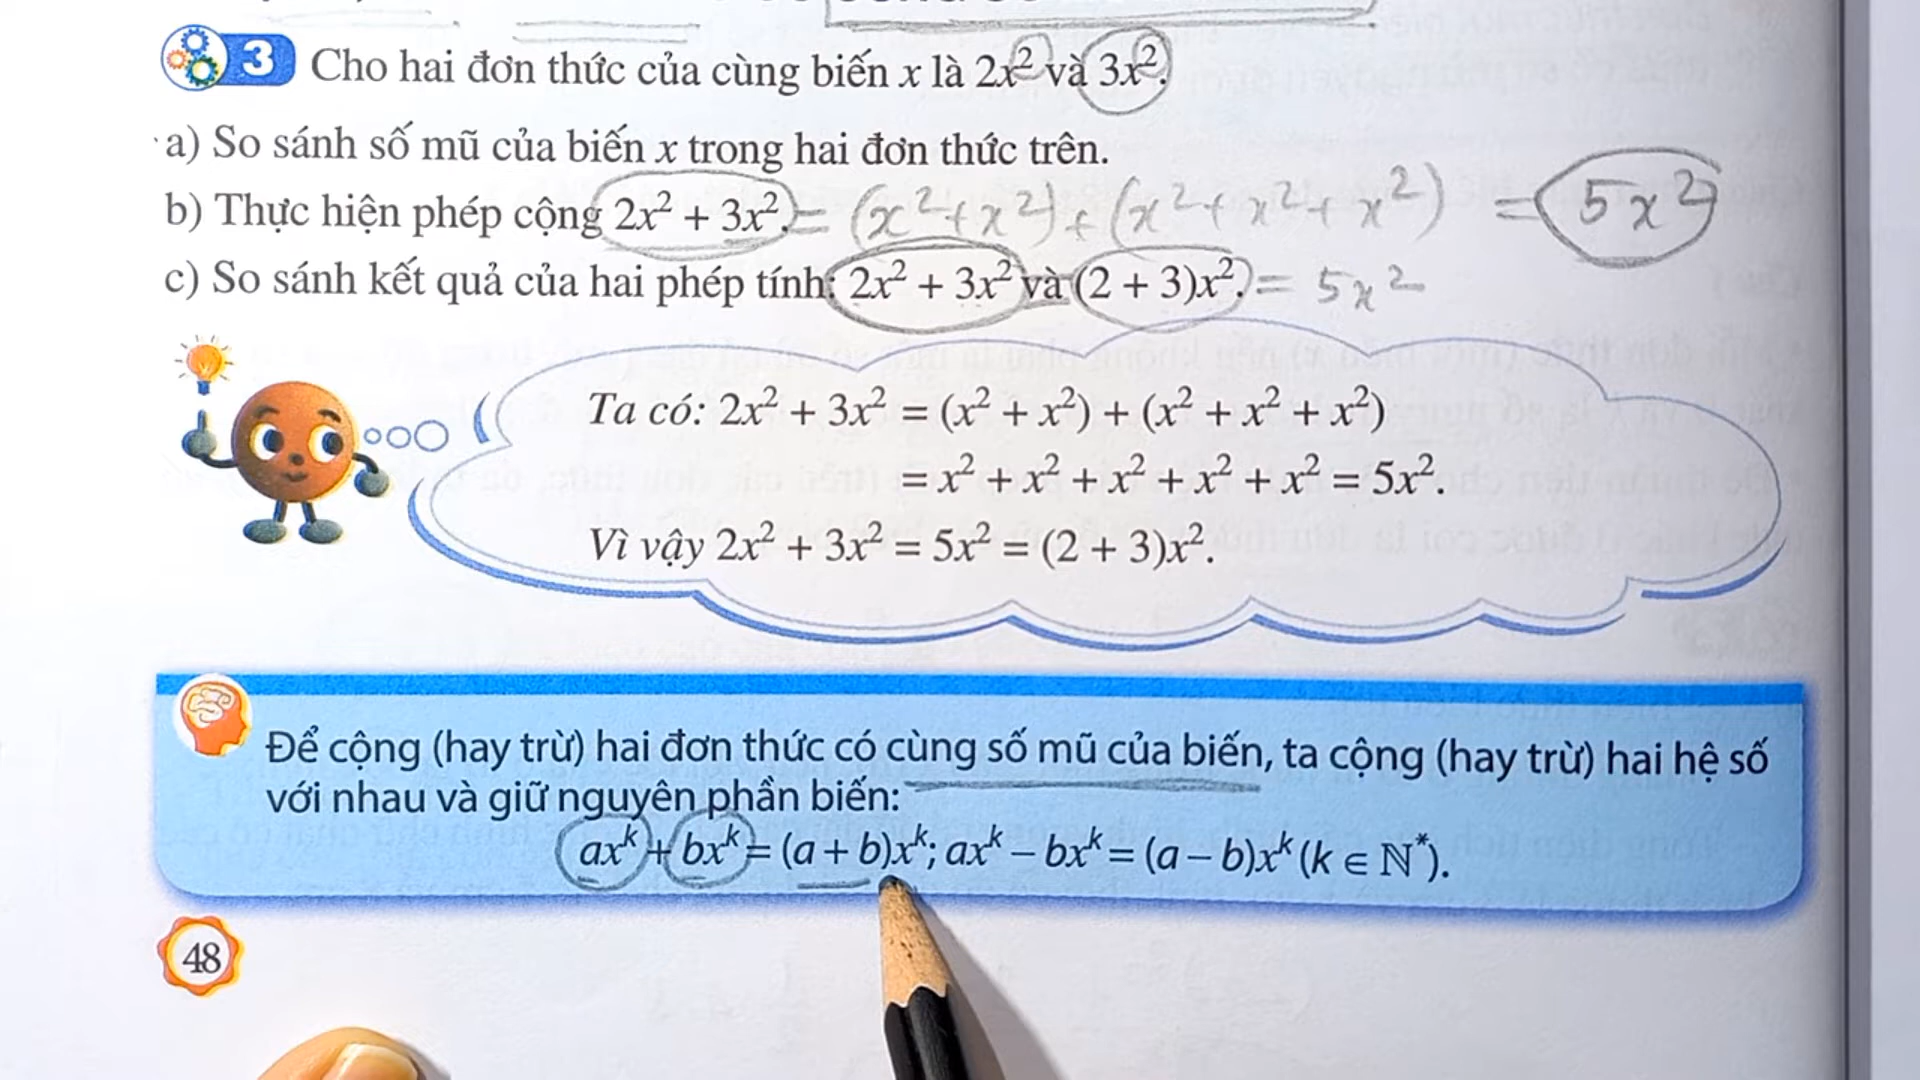 3 Cho hai đơn thức của cùng biến x là 2x² và 3x².
a) So sánh số mũ của biến x trong hai đơn thức trên.
b) Thực hiện phép cộng 2x² + 3x². = (x² + x²) + (x² + x² + x²) = 5x²
c) So sánh kết quả của hai phép tính: 2x² + 3x² và (2 + 3)x². = 5x²
Ta có: 2x² + 3x² = (x² + x²) + (x² + x² + x²)
= x² + x² + x² + x² + x² = 5x².
Vì vậy 2x² + 3x² = 5x² = (2 + 3)x².
Để cộng (hay trừ) hai đơn thức có cùng số mũ của biến, ta cộng (hay trừ) hai hệ số
với nhau và giữ nguyên phần biến:
axᵏ + bxᵏ = (a + b)xᵏ; axᵏ – bxᵏ = (a – b)xᵏ (k ∈ ℕ*).
48